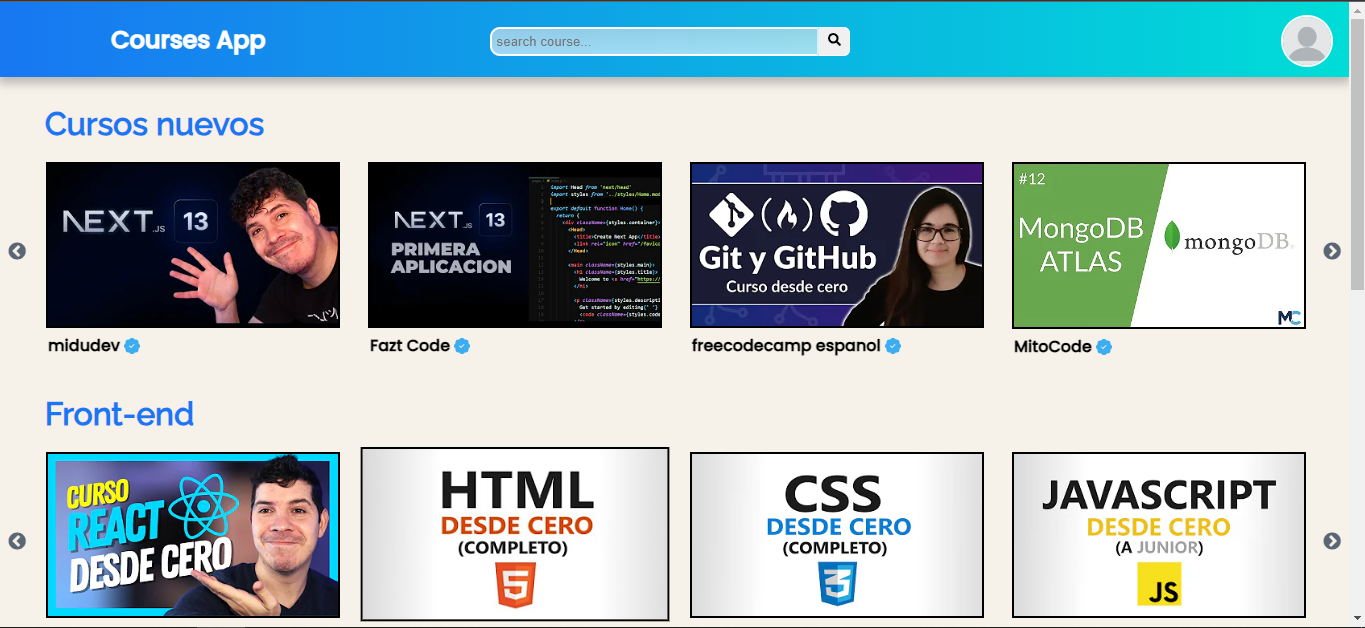 Courses App
search course...
Cursos nuevos
NEXT.JS 13
NEXT.JS 13
PRIMERA
APLICACION
import Head from 'next/head'
import styles from '../styles/Home.mod
export default function Home() {
return (
<div className={styles.container}>
<Head>
<title>Create Next App</title>
<link rel="icon" href="/favico
</Head>
<main className={styles.main}>
<h1 className={styles.title}>
Welcome to <a href="https://
</h1>
<p className={styles.descripti
Get started by editing{' '}
<code className={styles.code
Git y GitHub
Curso desde cero
#12
MongoDB
ATLAS
mongoDB
MC
midudev
Fazt Code
freecodecamp espanol
MitoCode
Front-end
CURSO
REACT
DESDE CERO
HTML
DESDE CERO
(COMPLETO)
5
CSS
DESDE CERO
(COMPLETO)
3
JAVASCRIPT
DESDE CERO
(A JUNIOR)
JS